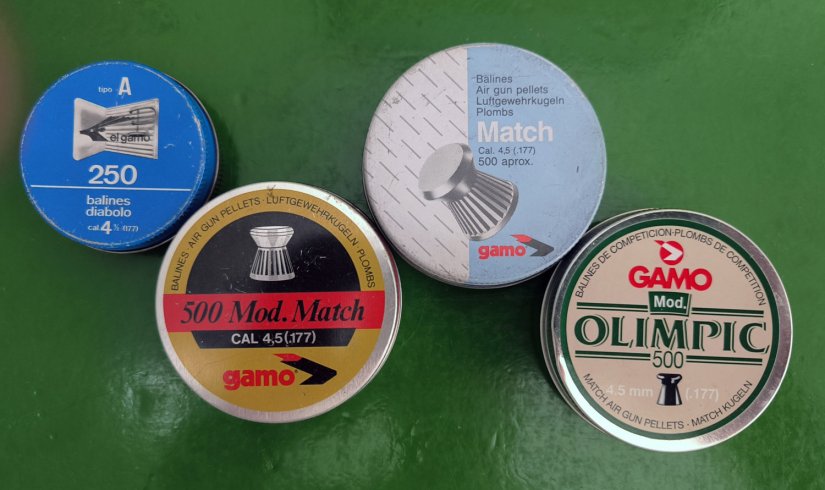 tipo A
el gamo
250
balines
diabolo
cal. 4 ½ (177)
BALINES AIR GUN PELLETS · LUFTGEWEHRKUGELN PLOMBS
500 Mod. Match
CAL 4,5 (.177)
gamo
Balines
Air gun pellets
Luftgewehrkugeln
Plombs
Match
Cal. 4,5 (.177)
500 aprox.
gamo
BALINES DE COMPETICION · PLOMBS DE COMPETITION
GAMO
Mod.
OLIMPIC
500
4.5 mm (.177)
MATCH AIR GUN PELLETS · MATCH KUGELN